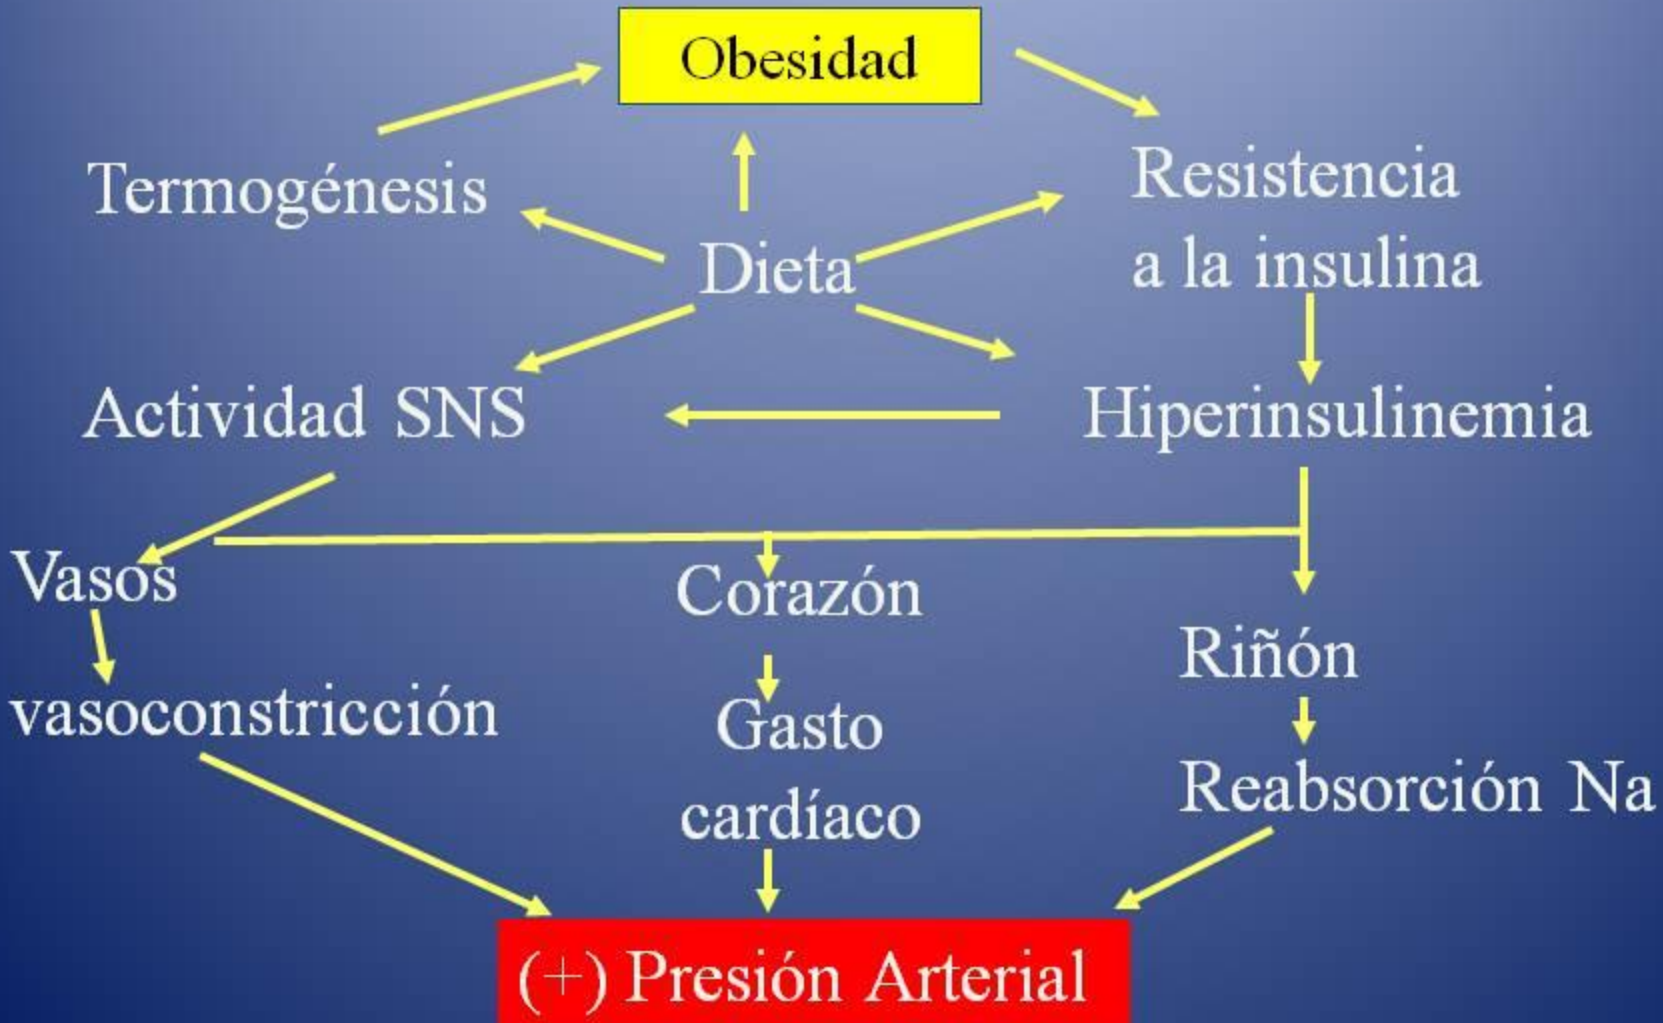 Obesidad
Termogénesis
Resistencia
a la insulina
Dieta
Actividad SNS
Hiperinsulinemia
Vasos
Corazón
Riñón
vasoconstricción
Gasto
cardíaco
Reabsorción Na
(+) Presión Arterial